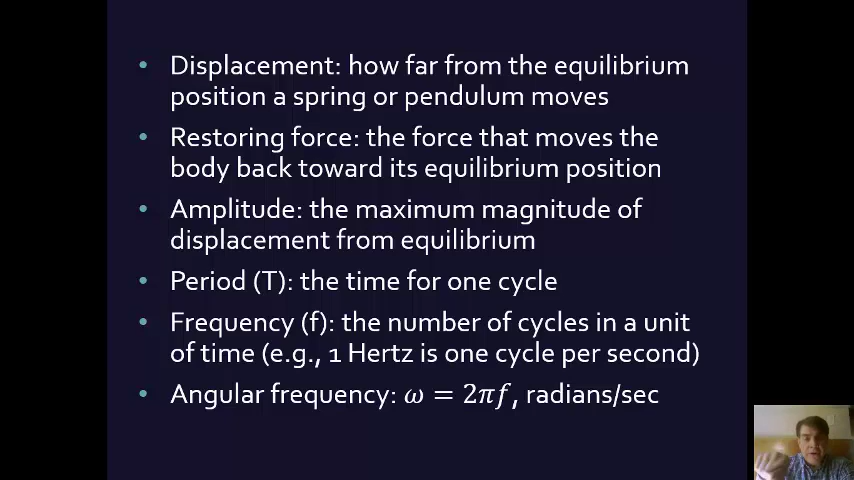 • Displacement: how far from the equilibrium
position a spring or pendulum moves
• Restoring force: the force that moves the
body back toward its equilibrium position
• Amplitude: the maximum magnitude of
displacement from equilibrium
• Period (T): the time for one cycle
• Frequency (f): the number of cycles in a unit
of time (e.g., 1 Hertz is one cycle per second)
• Angular frequency: 𝜔 = 2𝜋𝑓, radians/sec